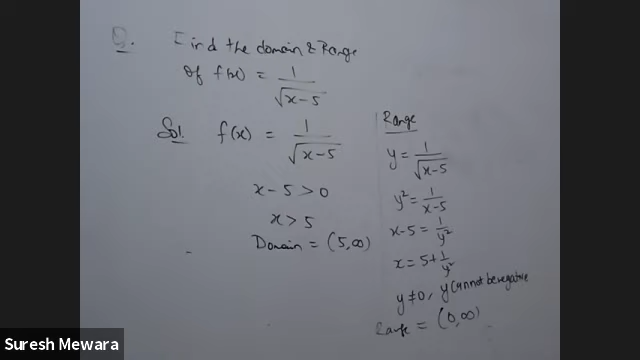 Q. Find the domain & Range
of f(x) = 1/√(x-5)
Sol. f(x) = 1/√(x-5)
x - 5 > 0
x > 5
Domain = (5, ∞)
Range
y = 1/√(x-5)
y² = 1/(x-5)
x-5 = 1/y²
x = 5 + 1/y²
y ≠ 0, y cannot be negative
Range = (0, ∞)
Suresh Mewara